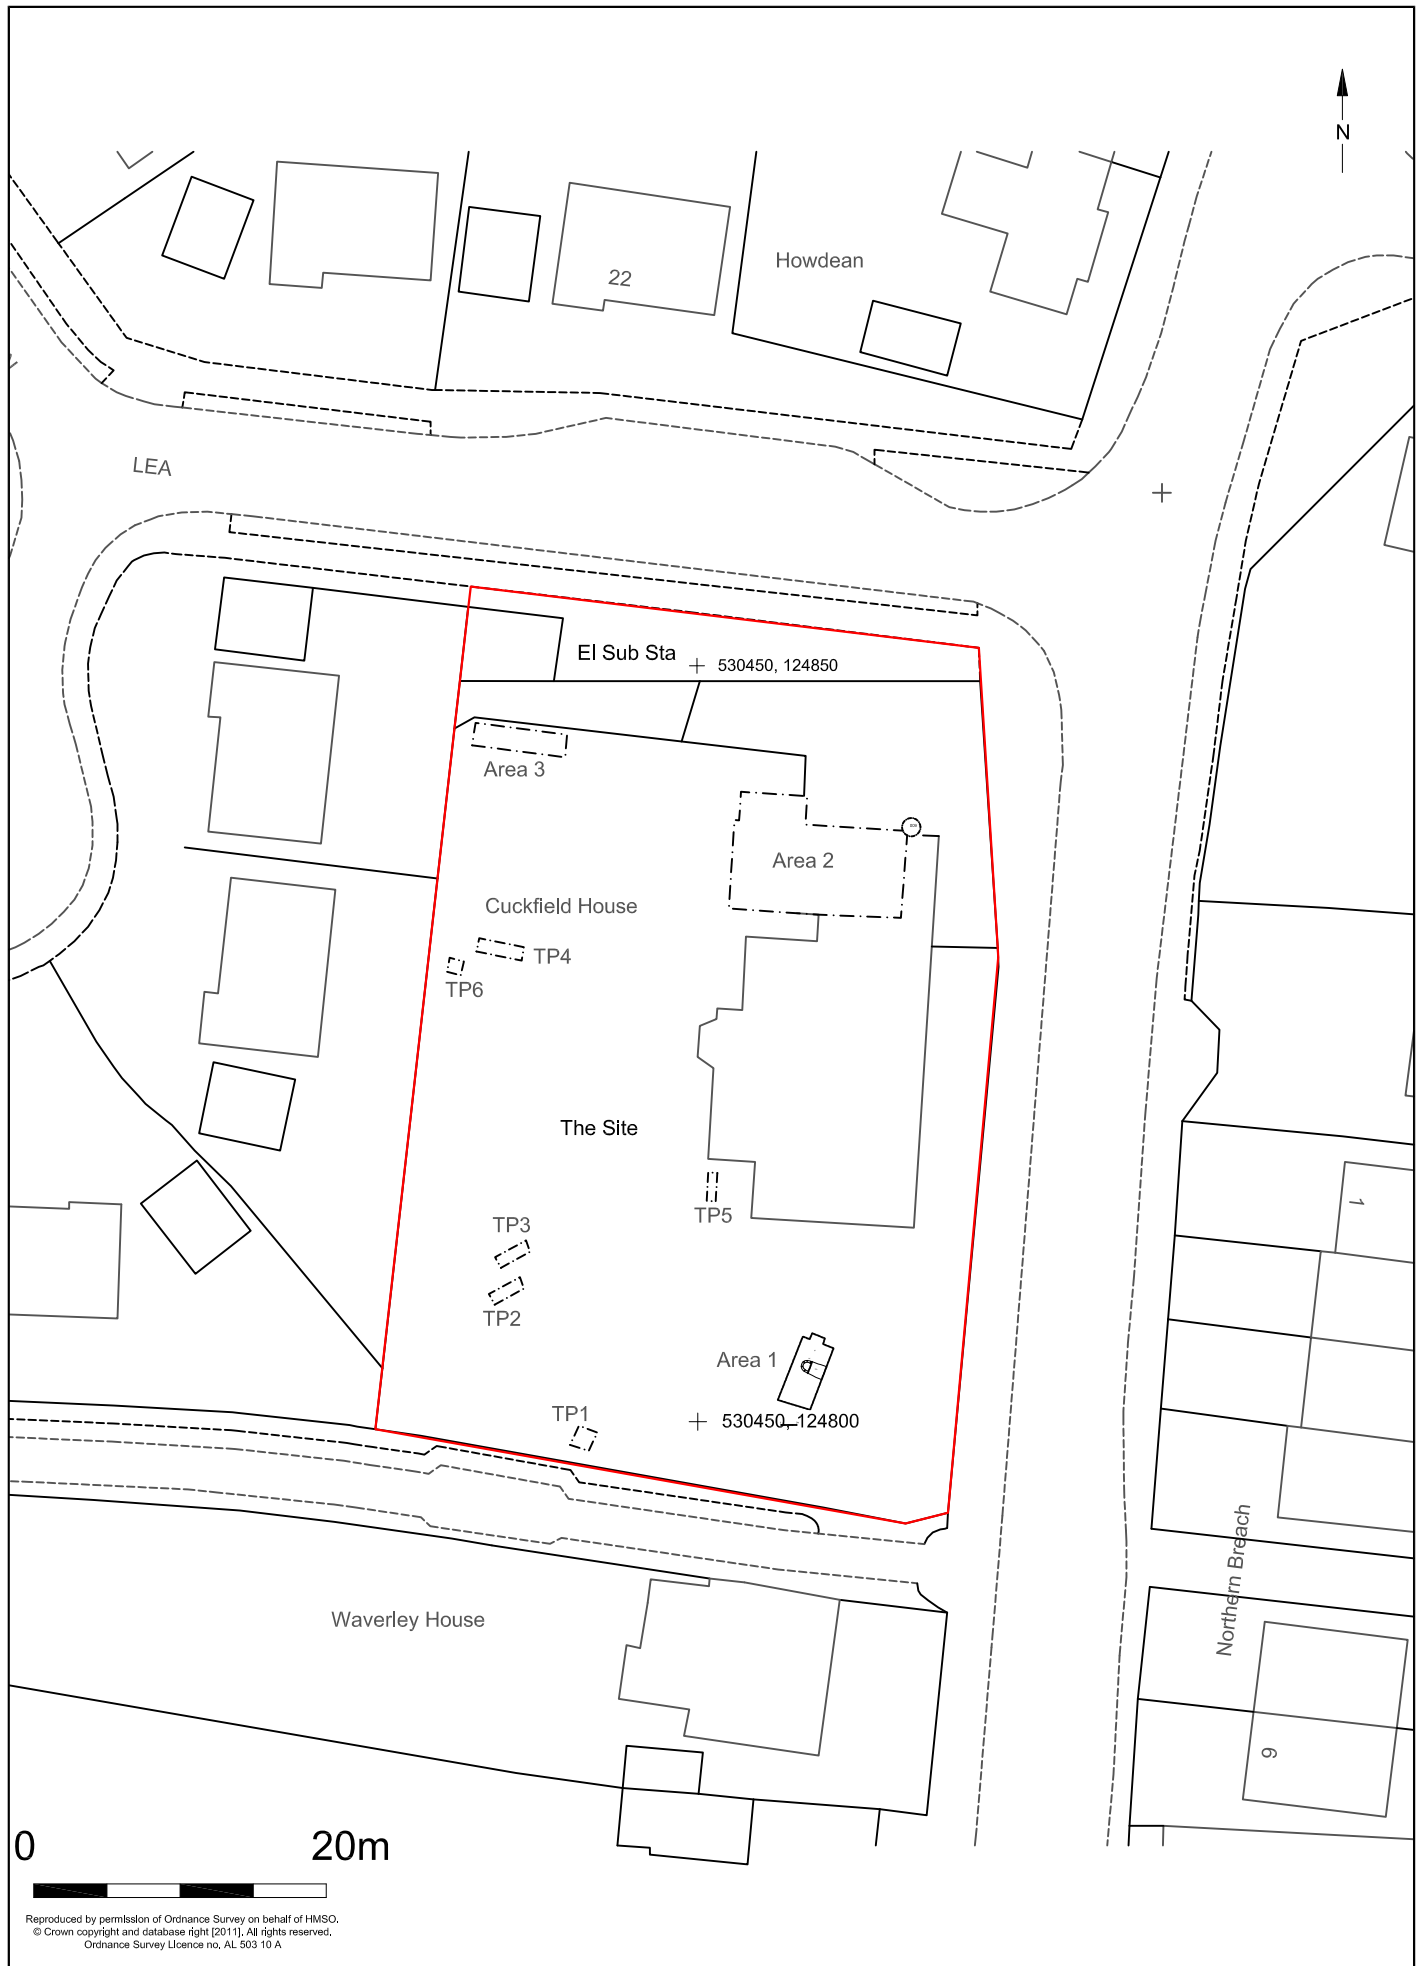 N
Howdean
22
LEA
El Sub Sta
530450, 124850
Area 3
Area 2
Cuckfield House
TP4
TP6
The Site
1
TP5
TP3
TP2
Area 1
TP1
530450, 124800
Northern Breach
Waverley House
9
0 20m
Reproduced by permission of Ordnance Survey on behalf of HMSO.
© Crown copyright and database right [2011]. All rights reserved.
Ordnance Survey Licence no. AL 503 10 A